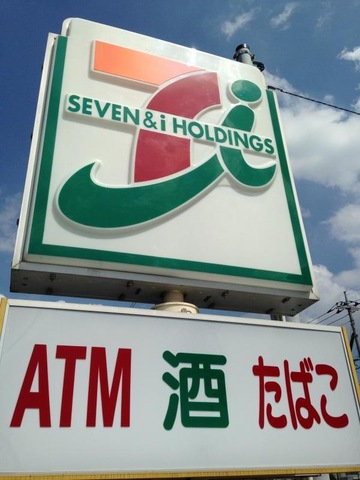 SEVEN & i HOLDINGS
ATM 酒 たばこ